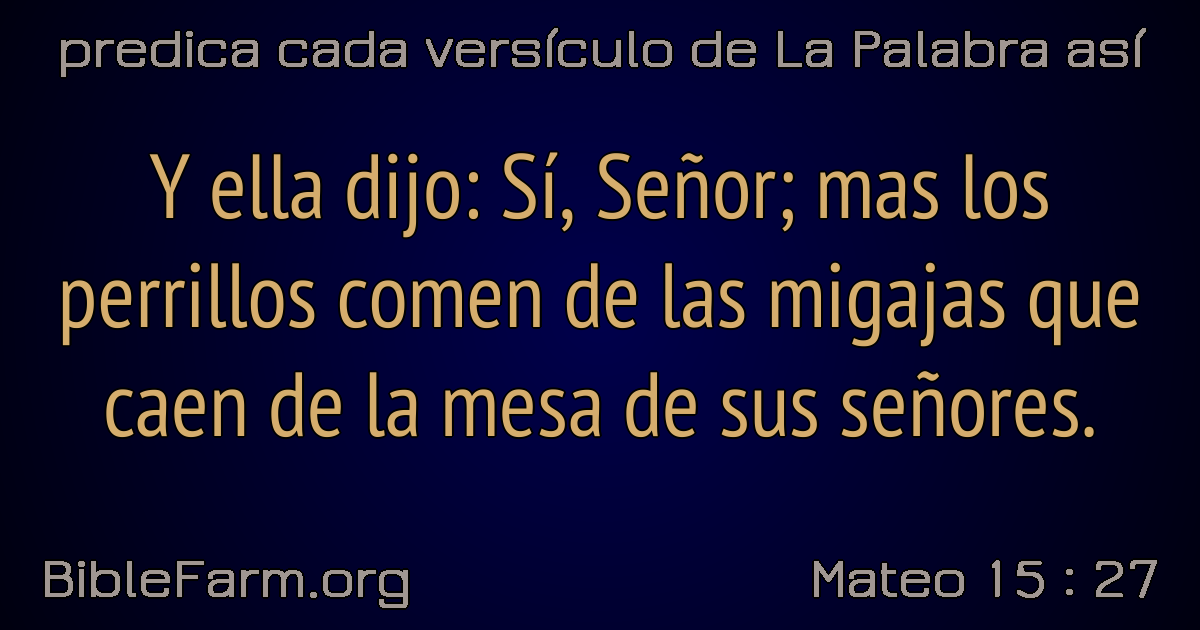 predica cada versículo de La Palabra así
Y ella dijo: Sí, Señor; mas los
perrillos comen de las migajas que
caen de la mesa de sus señores.
BibleFarm.org
Mateo 15 : 27